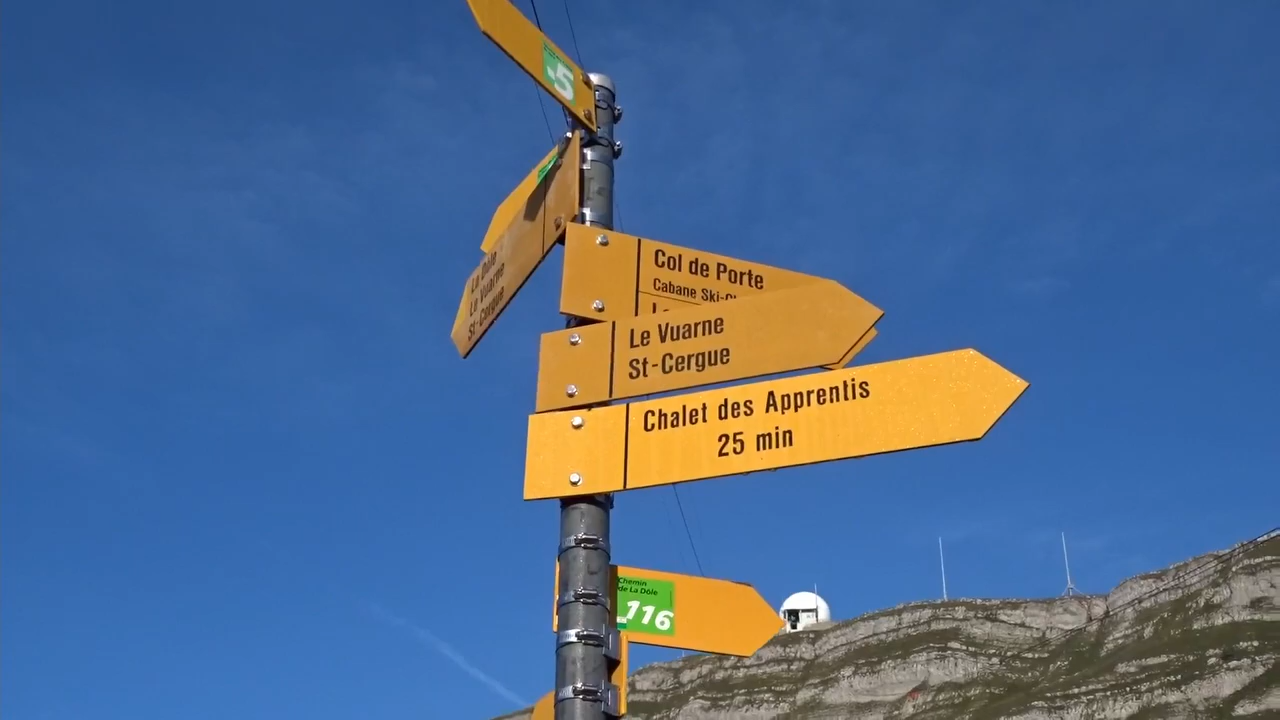 5
La Dôle
Le Vuarne
St-Cergue
Col de Porte
Cabane Ski-
Le Vuarne
St-Cergue
Chalet des Apprentis
25 min
Chemin
de La Dôle
116